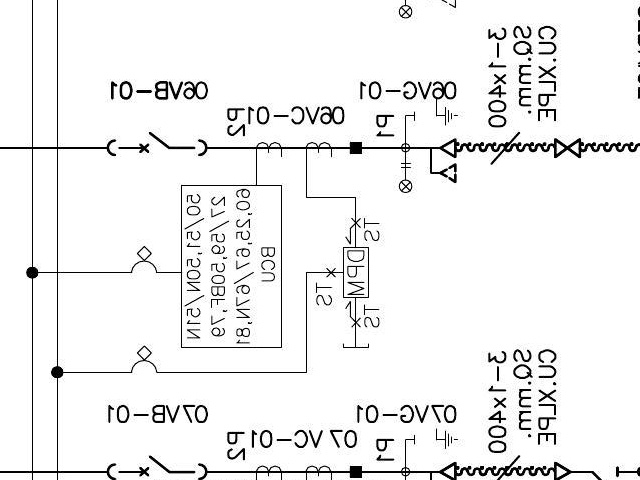 CU.XLPE
SQ.mm.
3-1x400
06VB-01
06VC-01
06VG-01
P2
P1
60,25,67/67N,81
27/59,50BF,79
50/51,50N/51N
BCU
TS
DPM
TS
TS
CU.XLPE
SQ.mm.
3-1x400
07VB-01
07 VC-01
07VG-01
P2
P1